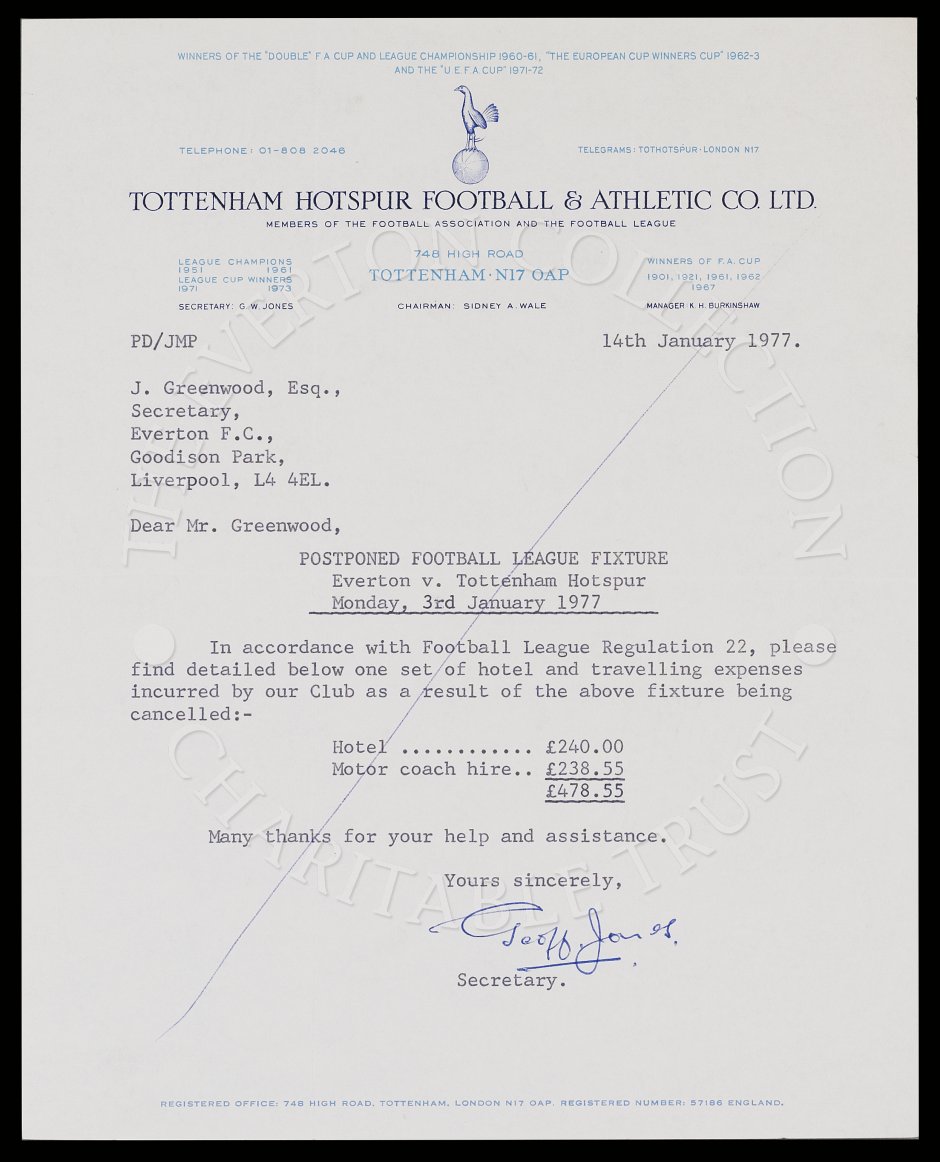 WINNERS OF THE "DOUBLE" F A CUP AND LEAGUE CHAMPIONSHIP 1960-61, "THE EUROPEAN CUP WINNERS CUP" 1962-3
AND THE "U E F A CUP" 1971-72
TELEPHONE: 01-808 2046
TELEGRAMS: TOTHOTSPUR·LONDON N17
TOTTENHAM HOTSPUR FOOTBALL & ATHLETIC CO. LTD.
MEMBERS OF THE FOOTBALL ASSOCIATION AND THE FOOTBALL LEAGUE
748 HIGH ROAD
TOTTENHAM·N17 OAP
LEAGUE CHAMPIONS
1951 1961
LEAGUE CUP WINNERS
1971 1973
WINNERS OF F.A. CUP
1901, 1921, 1961, 1962
1967
SECRETARY: G. W. JONES
CHAIRMAN: SIDNEY A. WALE
MANAGER K. H. BURKINSHAW
PD/JMP
14th January 1977.
J. Greenwood, Esq.,
Secretary,
Everton F.C.,
Goodison Park,
Liverpool, L4 4EL.
Dear Mr. Greenwood,
POSTPONED FOOTBALL LEAGUE FIXTURE
Everton v. Tottenham Hotspur
Monday, 3rd January 1977
In accordance with Football League Regulation 22, please
find detailed below one set of hotel and travelling expenses
incurred by our Club as a result of the above fixture being
cancelled:-
Hotel ............ £240.00
Motor coach hire.. £238.55
£478.55
Many thanks for your help and assistance.
Yours sincerely,
Geoff. Jones.
Secretary.
REGISTERED OFFICE: 748 HIGH ROAD, TOTTENHAM, LONDON N17 OAP. REGISTERED NUMBER: 57186 ENGLAND.
THE EVERTON COLLECTION
CHARITABLE TRUST